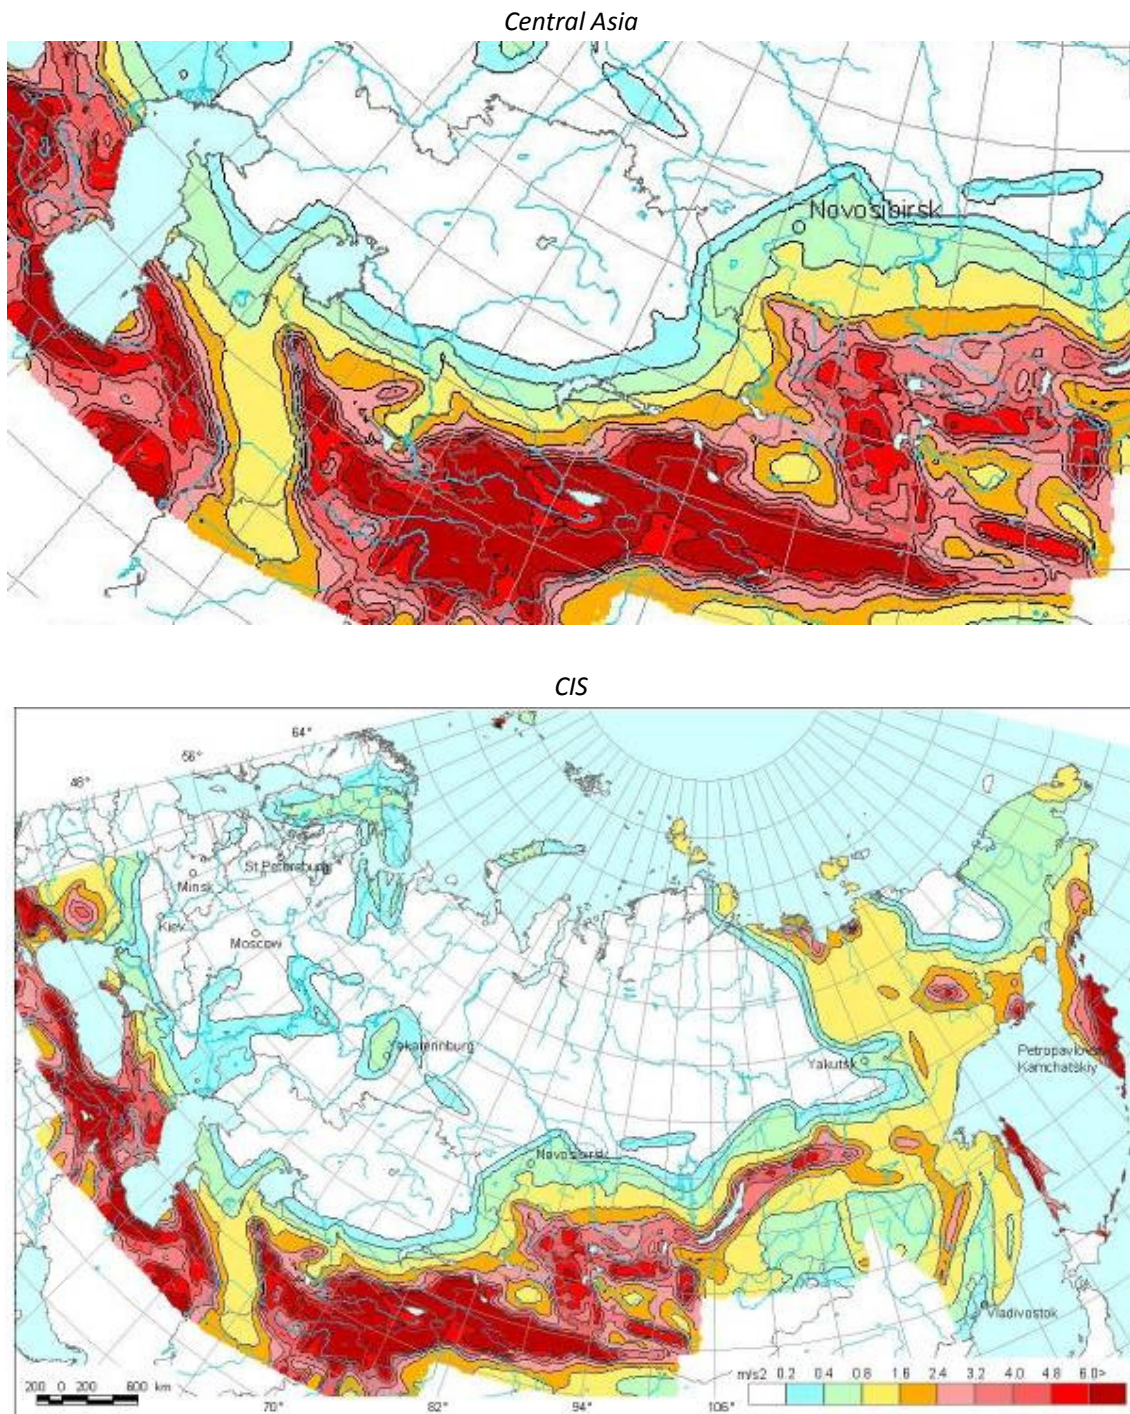 Central Asia
Novosibirsk
CIS
64°
56°
46°
St Petersburg
Minsk
Kiev
Moscow
Yekaterinburg
Yakutsk
Petropavlovsk
Kamchatskiy
Novosibirsk
Vladivostok
m/s2 0.2 0.4 0.8 1.6 2.4 3.2 4.0 4.8 6.0>
200 0 200 600 km
70° 82° 94° 106°